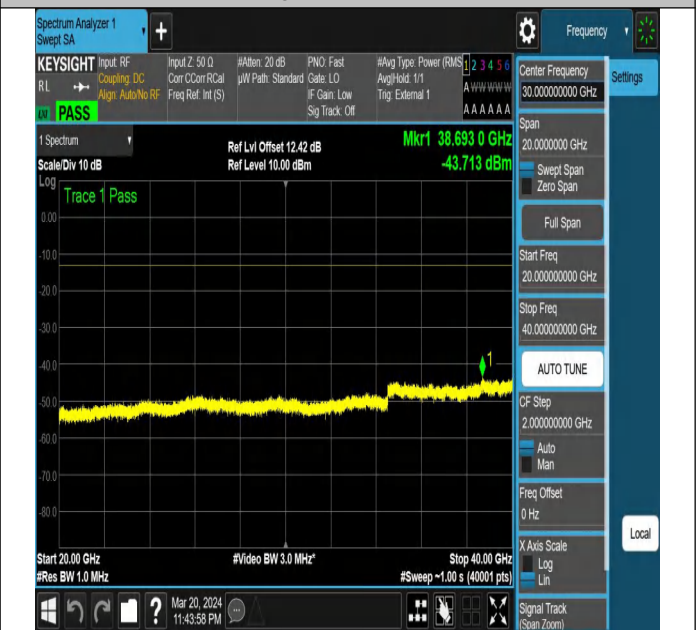 Spectrum Analyzer 1
Swept SA
+
Frequency
KEYSIGHT
RL
PASS
Input: RF
Coupling: DC
Align: Auto/No RF
Input Z: 50 Ω
Corr CCorr RCal
Freq Ref: Int (S)
#Atten: 20 dB
µW Path: Standard
PNO: Fast
Gate: LO
IF Gain: Low
Sig Track: Off
#Avg Type: Power (RMS
Avg|Hold: 1/1
Trig: External 1
1 2 3 4 5 6
A W W W W W
A A A A A A
Center Frequency
30.000000000 GHz
Settings
Span
20.0000000 GHz
Swept Span
Zero Span
Full Span
Start Freq
20.000000000 GHz
Stop Freq
40.000000000 GHz
AUTO TUNE
CF Step
2.000000000 GHz
Auto
Man
Freq Offset
0 Hz
X Axis Scale
Log
Lin
Signal Track
(Span Zoom)
Local
1 Spectrum
Scale/Div 10 dB
Ref Lvl Offset 12.42 dB
Ref Level 10.00 dBm
Mkr1 38.693 0 GHz
-43.713 dBm
Log
Trace 1 Pass
0.00
-10.0
-20.0
-30.0
-40.0
-50.0
-60.0
-70.0
-80.0
1
Start 20.00 GHz
#Res BW 1.0 MHz
#Video BW 3.0 MHz*
Stop 40.00 GHz
#Sweep ~1.00 s (40001 pts)
?
Mar 20, 2024
11:43:58 PM